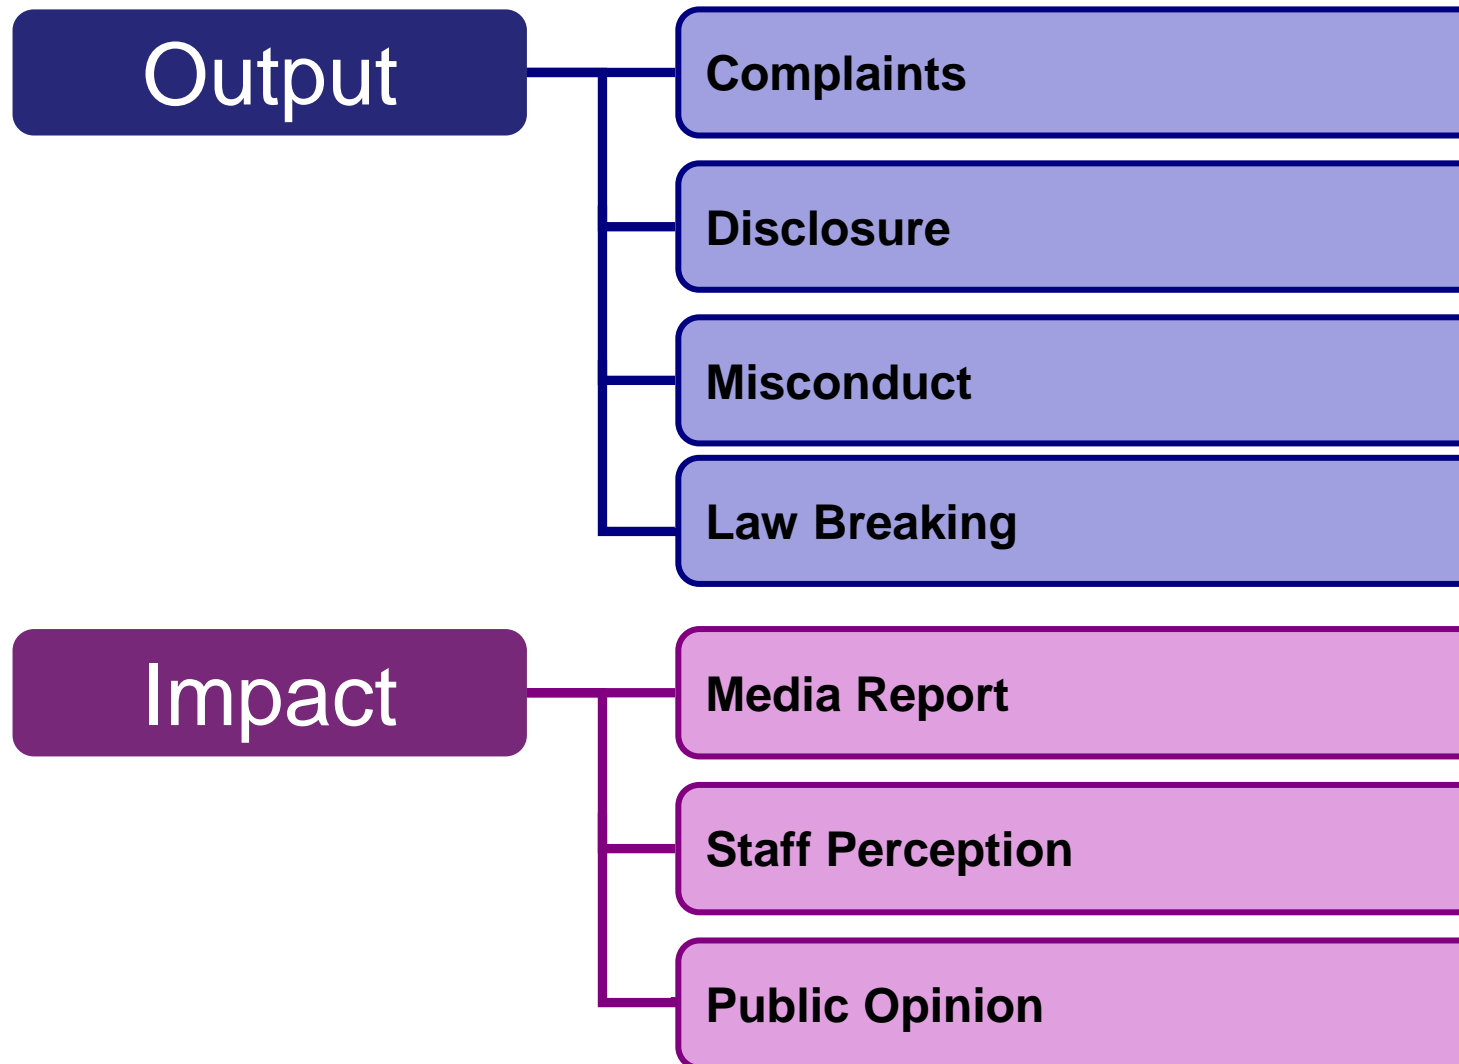 Output
Complaints
Disclosure
Misconduct
Law Breaking
Impact
Media Report
Staff Perception
Public Opinion